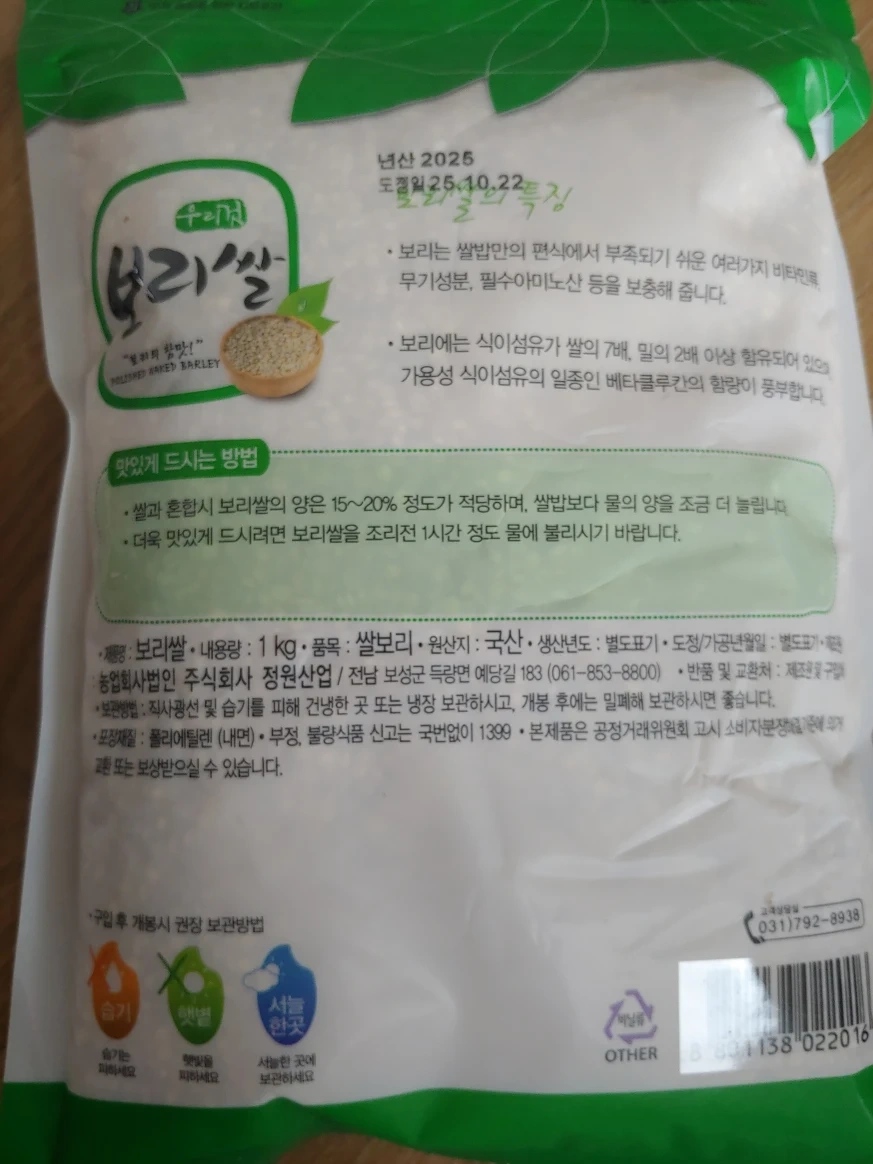 년산 2025
도정일 25.10.22
보리쌀의 특징
우리것
보리쌀
POLISHED NAKED BARLEY
· 보리는 쌀밥만의 편식에서 부족되기 쉬운 여러가지 비타민류,
무기성분, 필수아미노산 등을 보충해 줍니다.
· 보리에는 식이섬유가 쌀의 7배, 밀의 2배 이상 함유되어 있으며
가용성 식이섬유의 일종인 베타클루칸의 함량이 풍부합니다.
맛있게 드시는 방법
· 쌀과 혼합시 보리쌀의 양은 15~20% 정도가 적당하며, 쌀밥보다 물의 양을 조금 더 늘립니다.
· 더욱 맛있게 드시려면 보리쌀을 조리전 1시간 정도 물에 불리시기 바랍니다.
· 제품명 : 보리쌀 · 내용량 : 1 kg · 품목 : 쌀보리 · 원산지 : 국산 · 생산년도 : 별도표기 · 도정/가공년월일 : 별도표기 · 제조원
: 농업회사법인 주식회사 정원산업 / 전남 보성군 득량면 예당길 183 (061-853-8800) · 반품 및 교환처 : 제조원 및 구입처
· 보관방법 : 직사광선 및 습기를 피해 건냉한 곳 또는 냉장 보관하시고, 개봉 후에는 밀폐해 보관하시면 좋습니다.
· 포장재질 : 폴리에틸렌 (내면) · 부정, 불량식품 신고는 국번없이 1399 · 본 제품은 공정거래위원회 고시 소비자분쟁해결기준에 의거
교환 또는 보상받으실 수 있습니다.
· 구입 후 개봉시 권장 보관방법
고객상담실
031)792-8938
습기
햇볕
서늘
한곳
습기는
피하세요
햇빛을
피하세요
서늘한 곳에
보관하세요
비닐류
OTHER
8 801138 022016